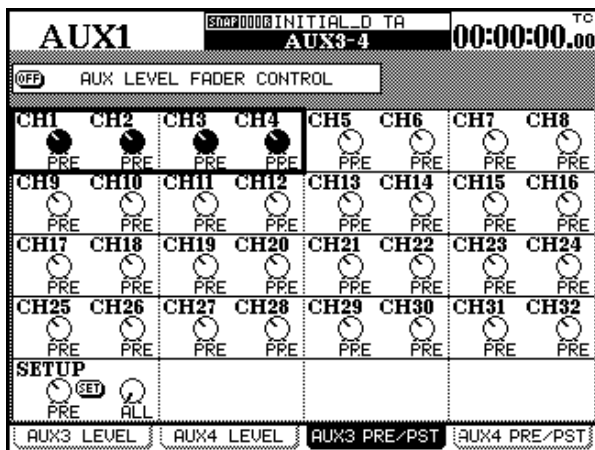 AUX1 SNAP0000 INITIAL_D TA TC
AUX3-4 00:00:00.00
OFF AUX LEVEL FADER CONTROL
CH1 CH2 CH3 CH4 CH5 CH6 CH7 CH8
PRE PRE PRE PRE PRE PRE PRE PRE
CH9 CH10 CH11 CH12 CH13 CH14 CH15 CH16
PRE PRE PRE PRE PRE PRE PRE PRE
CH17 CH18 CH19 CH20 CH21 CH22 CH23 CH24
PRE PRE PRE PRE PRE PRE PRE PRE
CH25 CH26 CH27 CH28 CH29 CH30 CH31 CH32
PRE PRE PRE PRE PRE PRE PRE PRE
SETUP
SET
PRE ALL
AUX3 LEVEL AUX4 LEVEL AUX3 PRE/PST AUX4 PRE/PST